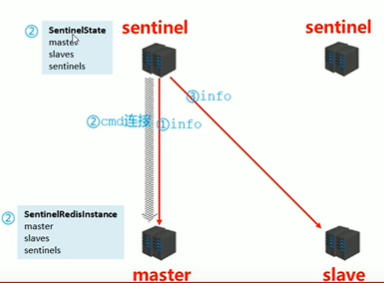 ② SentinelState
master
slaves
sentinels
sentinel
sentinel
③info
②cmd连接
①info
② SentinelRedisInstance
master
slaves
sentinels
master
slave